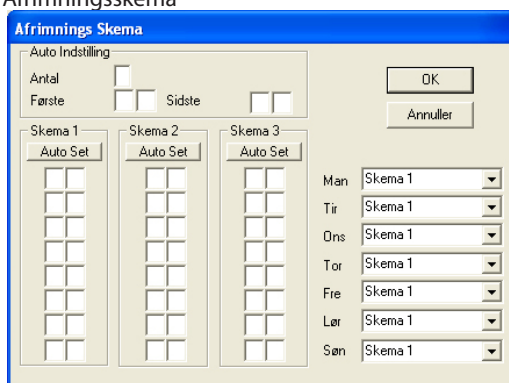 Afrimningsskema
Afrimnings Skema
Auto Indstilling
Antal
Første Sidste
OK
Annuller
Skema 1 Skema 2 Skema 3
Auto Set Auto Set Auto Set
Man Skema 1
Tir Skema 1
Ons Skema 1
Tor Skema 1
Fre Skema 1
Lør Skema 1
Søn Skema 1